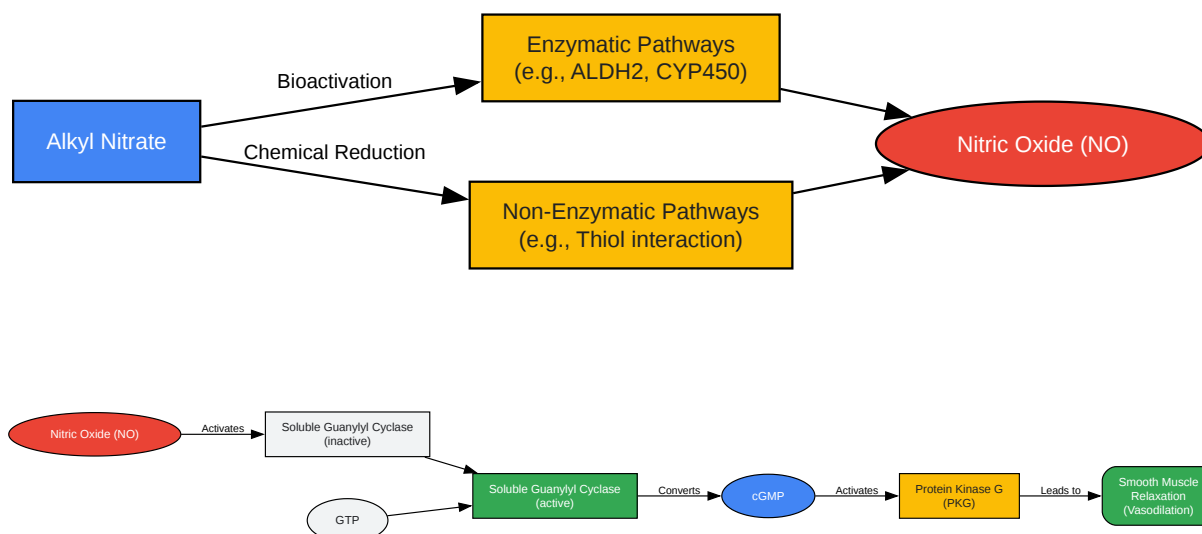 Enzymatic Pathways
(e.g., ALDH2, CYP450)
Bioactivation
Alkyl Nitrate
Nitric Oxide (NO)
Chemical Reduction
Non-Enzymatic Pathways
(e.g., Thiol interaction)
Nitric Oxide (NO)
Activates
Soluble Guanylyl Cyclase
(inactive)
GTP
Soluble Guanylyl Cyclase
(active)
Converts
cGMP
Activates
Protein Kinase G
(PKG)
Leads to
Smooth Muscle
Relaxation
(Vasodilation)